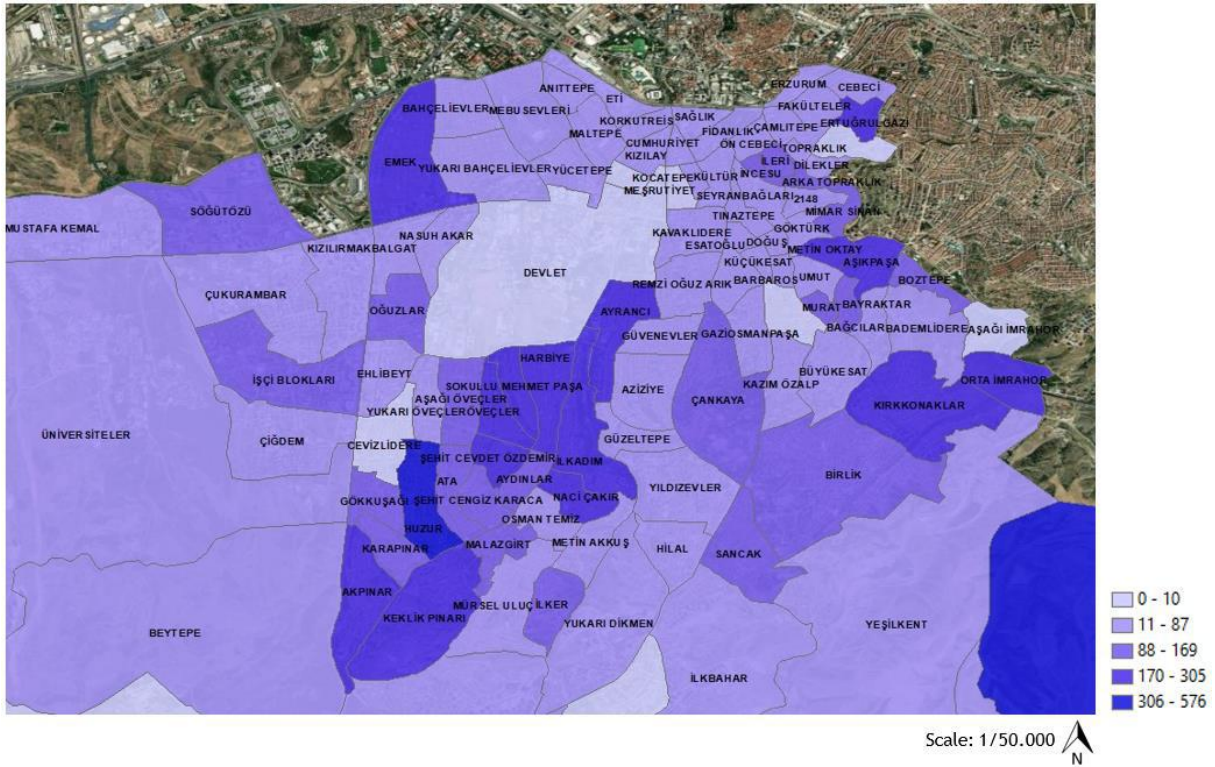 ERZURUM
CEBECİ
ANITTEPE
ETİ
BAHÇELİEVLER
MEBUSEVLERİ
FAKÜLTELER
KORKUTREİS
SAĞLIK
ERTUĞRULGAZİ
MALTEPE
FİDANLIK
ÇAMLITEPE
CUMHURİYET
ÖN CEBECİ
TOPRAKLIK
KIZILAY
EMEK
YUKARI BAHÇELİEVLER
YÜCETEPE
İLERİ
DİLEKLER
KOCATEPE
KÜLTÜR
İNCESU
ARKA TOPRAKLIK
MEŞRUTİYET
SEYRANBAĞLARI
2148
SÖĞÜTÖZÜ
TINAZTEPE
MİMAR SİNAN
MUSTAFA KEMAL
NASUH AKAR
KAVAKLIDERE
GÖKTÜRK
KIZILIRMAK
BALGAT
ESATOĞLU
DOĞUŞ
METİN OKTAY
DEVLET
KÜÇÜKESAT
AŞIKPAŞA
ÇUKURAMBAR
REMZİ OĞUZ ARIK
BARBAROS
UMUT
BOZTEPE
OĞUZLAR
AYRANCI
MURAT
BAYRAKTAR
GÜVENEVLER
GAZİOSMANPAŞA
BAĞCILAR
BADEMLİDERE
AŞAĞI İMRAHOR
HARBİYE
İŞÇİ BLOKLARI
EHLİBEYT
BÜYÜKESAT
SOKULLU MEHMET PAŞA
AZİZİYE
KAZIM ÖZALP
ORTA İMRAHOR
AŞAĞI ÖVEÇLER
ÇANKAYA
YUKARI ÖVEÇLER
ÖVEÇLER
KIRKKONAKLAR
ÜNİVERSİTELER
ÇİĞDEM
CEVİZLİDERE
GÜZELTEPE
ŞEHİT CEVDET ÖZDEMİR
İLKADIM
BİRLİK
ATA
AYDINLAR
YILDIZEVLER
GÖKKUŞAĞI
ŞEHİT CENGİZ KARACA
NACİ ÇAKIR
OSMAN TEMİZ
HUZUR
KARAPINAR
MALAZGİRT
METİN AKKUŞ
HİLAL
SANCAK
AKPINAR
KEKLİK PINARI
MÜRSEL ULUÇ
İLKER
YUKARI DİKMEN
YEŞİLKENT
BEYTEPE
İLKBAHAR
0 - 10
11 - 87
88 - 169
170 - 305
306 - 576
Scale: 1/50.000
N